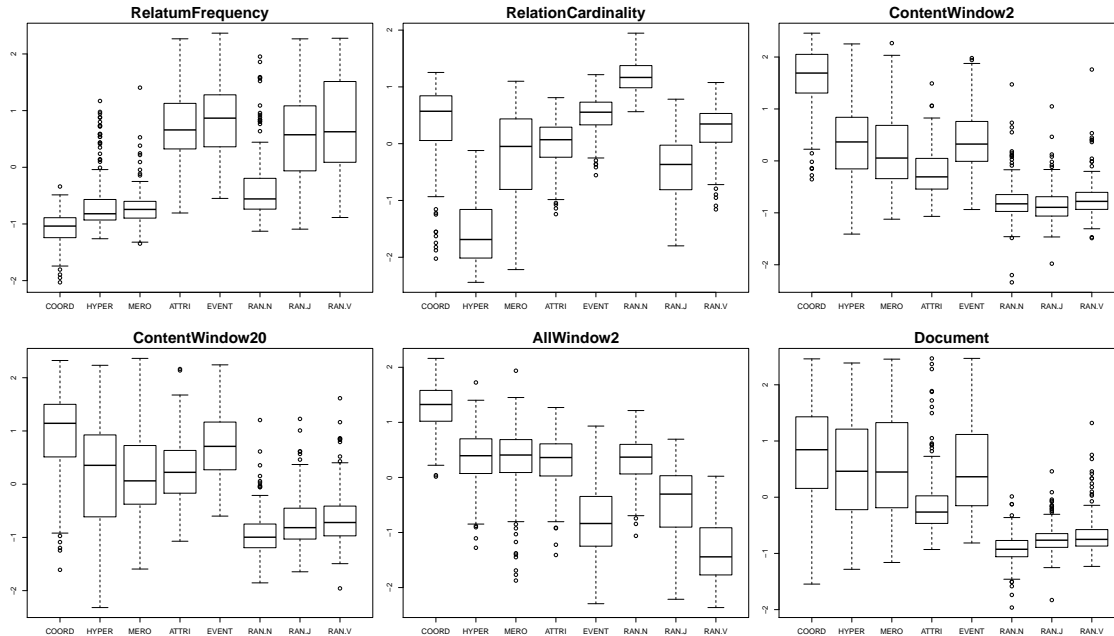 RelatumFrequency
2
1
0
-1
-2
COORD HYPER MERO ATTRI EVENT RAN.N RAN.J RAN.V
RelationCardinality
2
1
0
-1
-2
COORD HYPER MERO ATTRI EVENT RAN.N RAN.J RAN.V
ContentWindow2
2
1
0
-1
-2
COORD HYPER MERO ATTRI EVENT RAN.N RAN.J RAN.V
ContentWindow20
2
1
0
-1
-2
COORD HYPER MERO ATTRI EVENT RAN.N RAN.J RAN.V
AllWindow2
2
1
0
-1
-2
COORD HYPER MERO ATTRI EVENT RAN.N RAN.J RAN.V
Document
2
1
0
-1
-2
COORD HYPER MERO ATTRI EVENT RAN.N RAN.J RAN.V